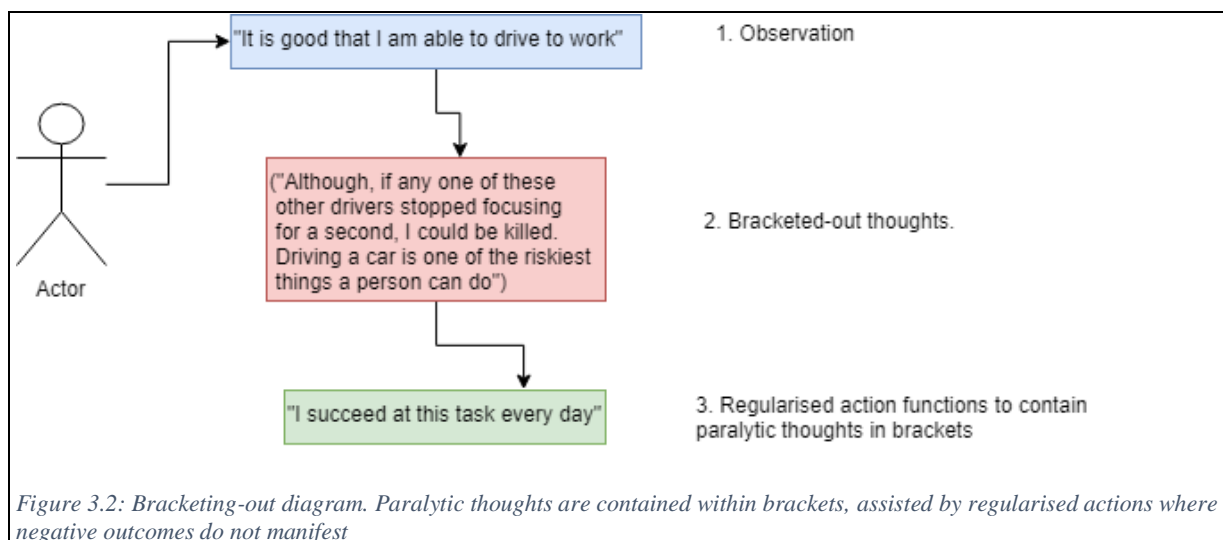 "It is good that I am able to drive to work"
1. Observation
("Although, if any one of these
other drivers stopped focusing
for a second, I could be killed.
Driving a car is one of the riskiest
things a person can do")
2. Bracketed-out thoughts.
Actor
"I succeed at this task every day"
3. Regularised action functions to contain
paralytic thoughts in brackets
Figure 3.2: Bracketing-out diagram. Paralytic thoughts are contained within brackets, assisted by regularised actions where
negative outcomes do not manifest